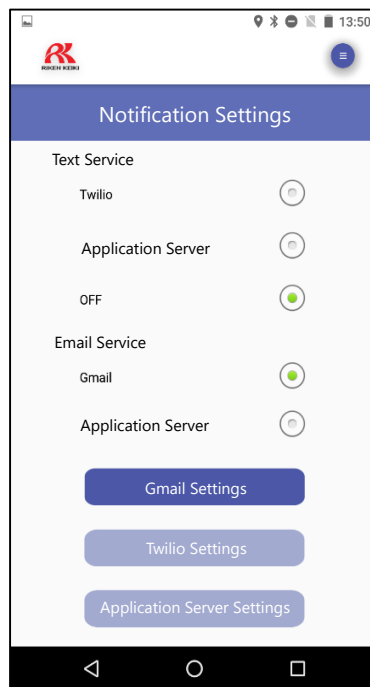 13:50
RIKEN KEIKI
Notification Settings
Text Service
Twilio
Application Server
OFF
Email Service
Gmail
Application Server
Gmail Settings
Twilio Settings
Application Server Settings